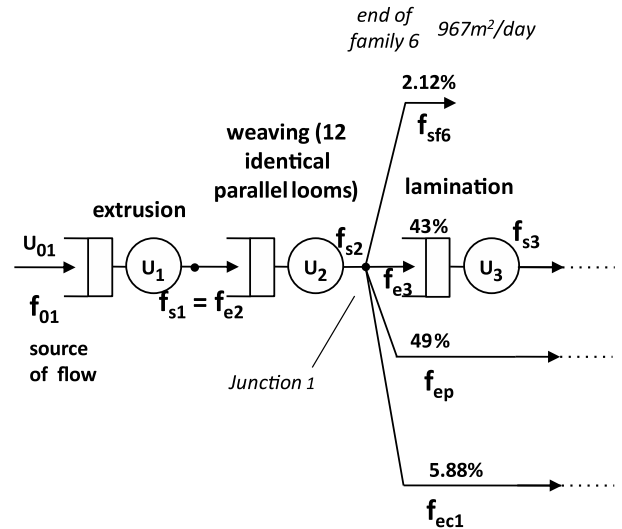 end of
family 6
967m²/day
2.12%
f_sf6
weaving (12
identical
parallel looms)
lamination
extrusion
43%
U_01
f_s2
f_s3
U_1
U_2
U_3
f_e3
f_01
f_s1 = f_e2
source
of flow
49%
Junction 1
f_ep
5.88%
f_ec1